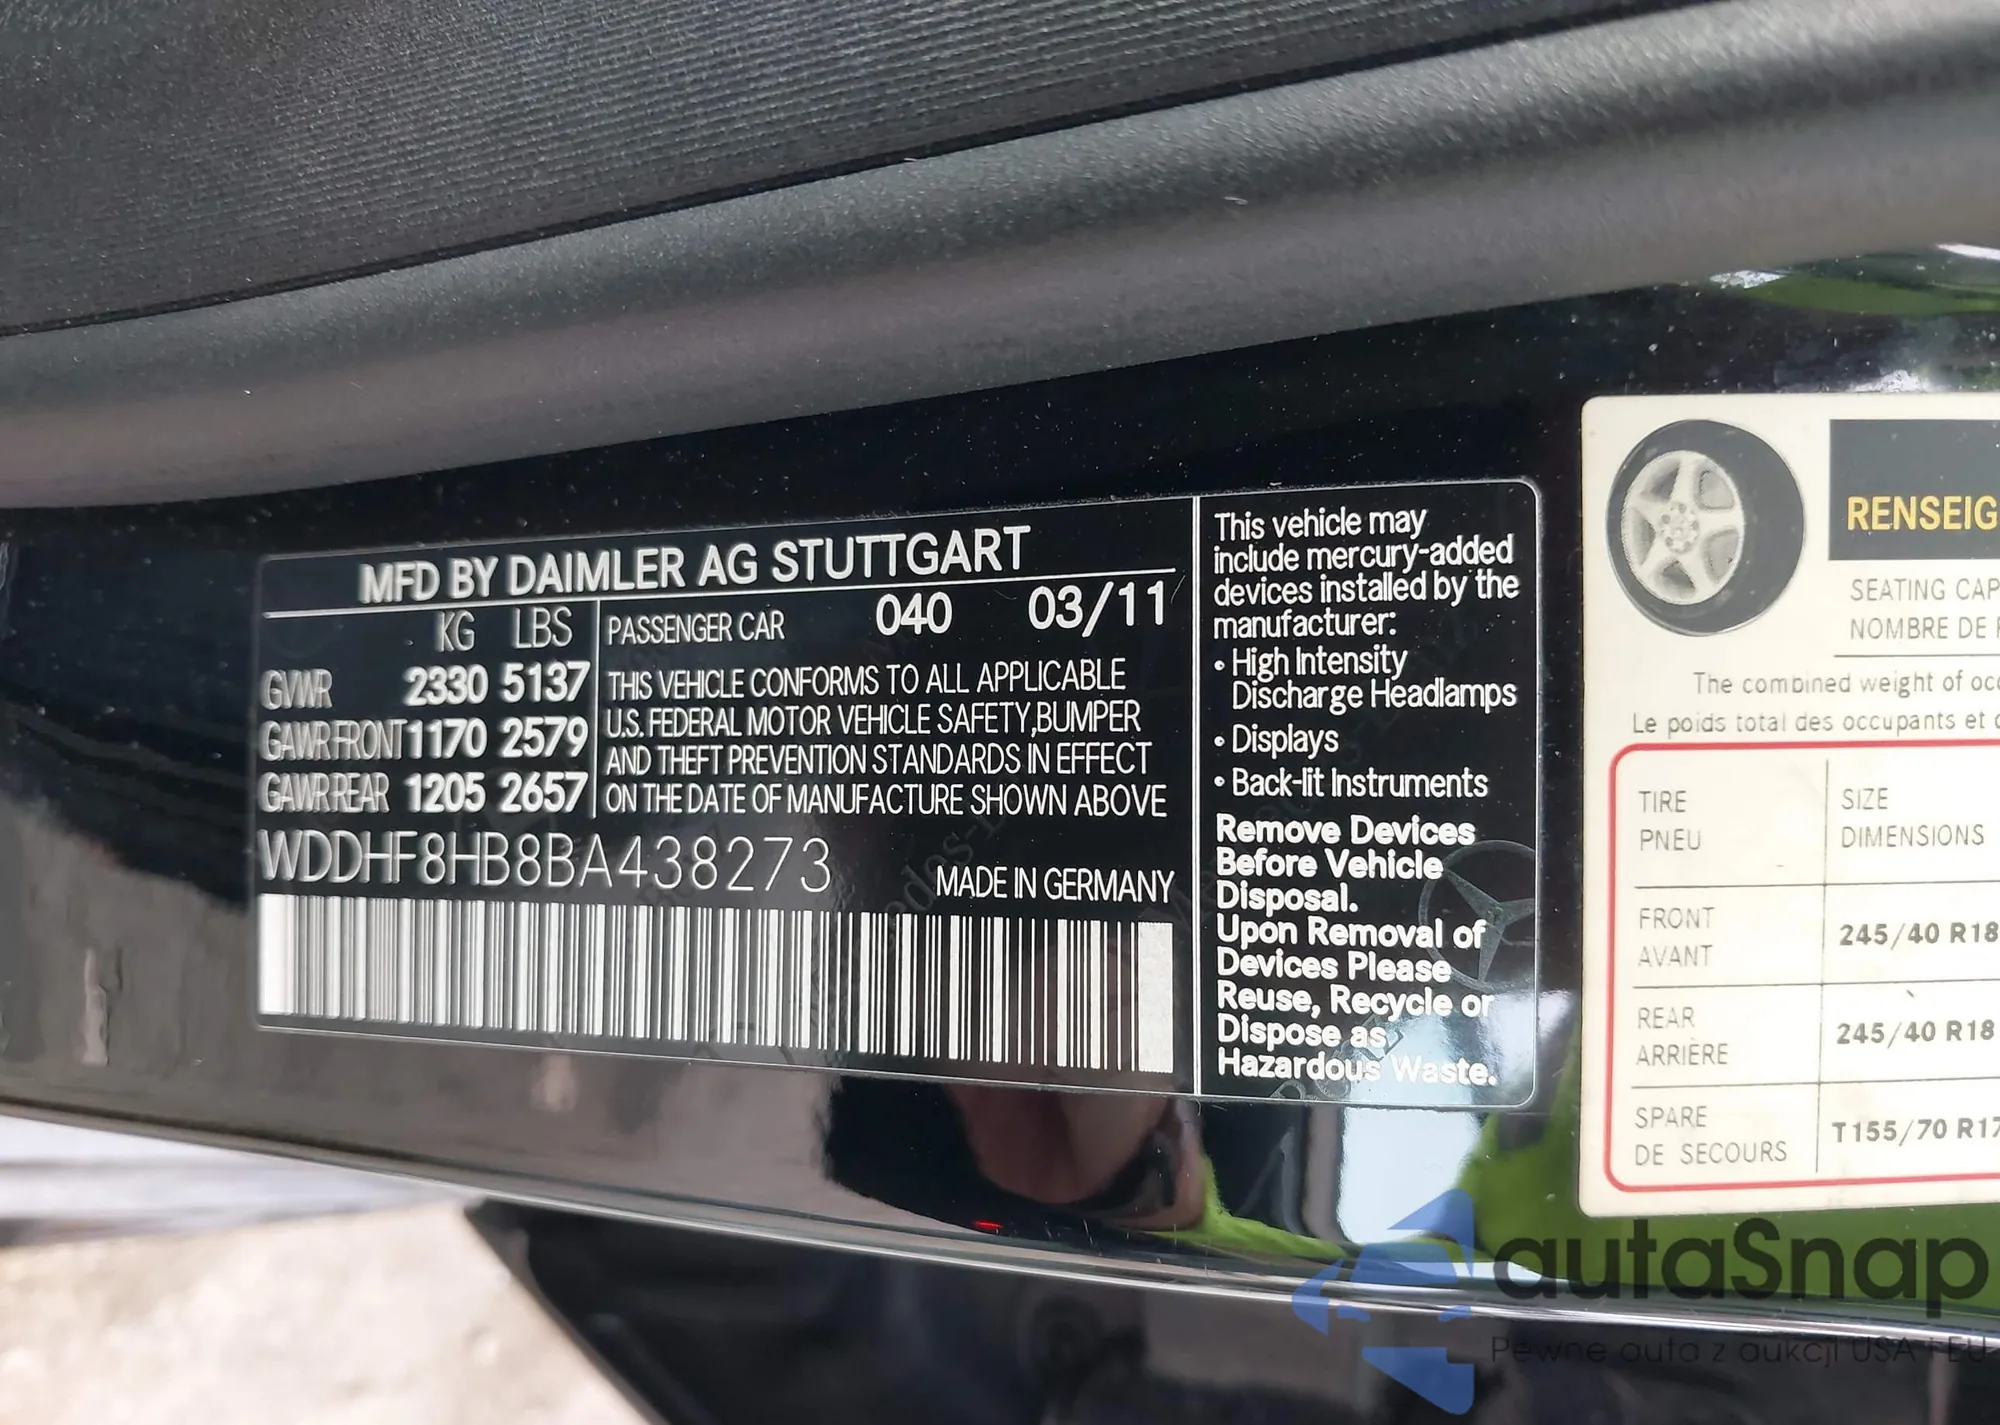 MFD BY DAIMLER AG STUTTGART
KG LBS
GVWR 2330 5137
GAWR FRONT 1170 2579
GAWR REAR 1205 2657
PASSENGER CAR 040 03/11
THIS VEHICLE CONFORMS TO ALL APPLICABLE
U.S. FEDERAL MOTOR VEHICLE SAFETY,BUMPER
AND THEFT PREVENTION STANDARDS IN EFFECT
ON THE DATE OF MANUFACTURE SHOWN ABOVE
WDDHF8HB8BA438273
MADE IN GERMANY
This vehicle may
include mercury-added
devices installed by the
manufacturer:
• High Intensity
Discharge Headlamps
• Displays
• Back-lit Instruments
Remove Devices
Before Vehicle
Disposal.
Upon Removal of
Devices Please
Reuse, Recycle or
Dispose as
Hazardous Waste.
RENSEIG
SEATING CAP
NOMBRE DE
The combined weight of occ
Le poids total des occupants et
TIRE SIZE
PNEU DIMENSIONS
FRONT
AVANT 245/40 R18
REAR
ARRIÈRE 245/40 R18
SPARE
DE SECOURS T155/70 R17
autaSnap
Pewne auta z aukcji USA i EU